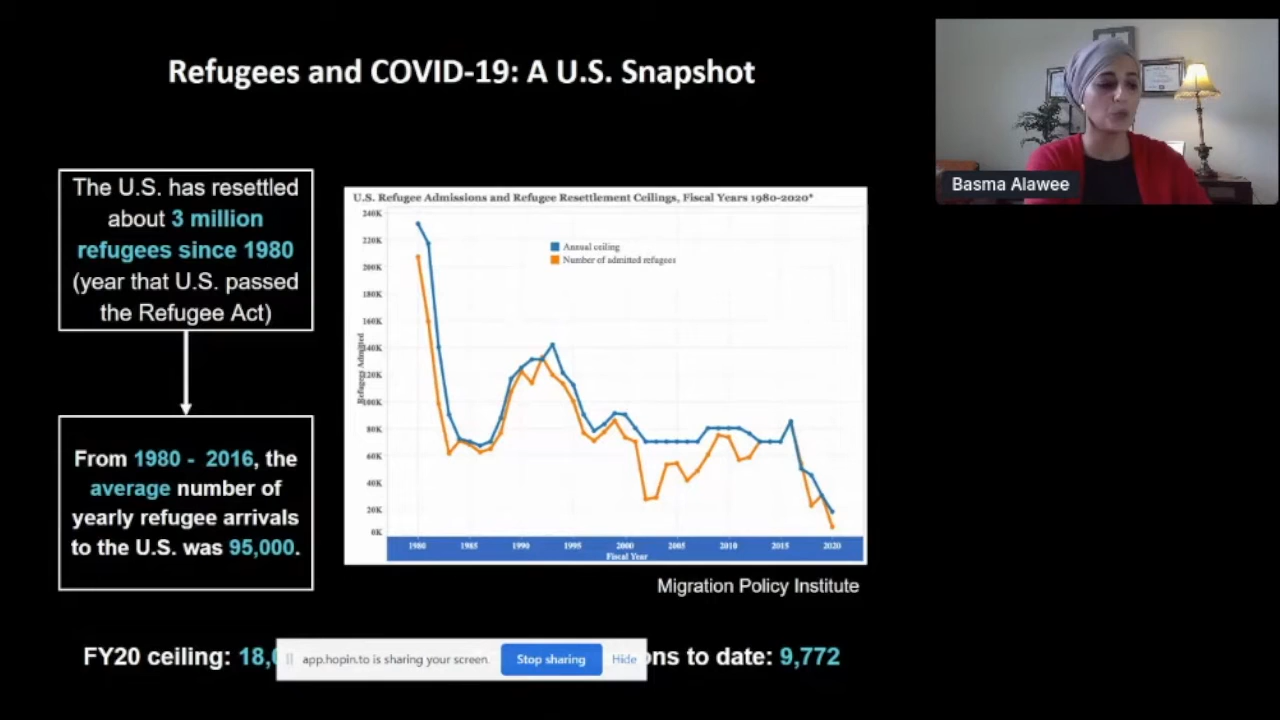 Refugees and COVID-19: A U.S. Snapshot
Basma Alawee
The U.S. has resettled
about 3 million
refugees since 1980
(year that U.S. passed
the Refugee Act)
From 1980 - 2016, the
average number of
yearly refugee arrivals
to the U.S. was 95,000.
U.S. Refugee Admissions and Refugee Resettlement Ceilings, Fiscal Years 1980-2020*
Annual ceiling
Number of admitted refugees
240K
220K
200K
180K
160K
140K
120K
100K
80K
60K
40K
20K
0K
Refugees Admitted
1980 1985 1990 1995 2000 2005 2010 2015 2020
Fiscal Year
Migration Policy Institute
FY20 ceiling: to date: 9,772
app.hopin.to is sharing your screen. Stop sharing Hide